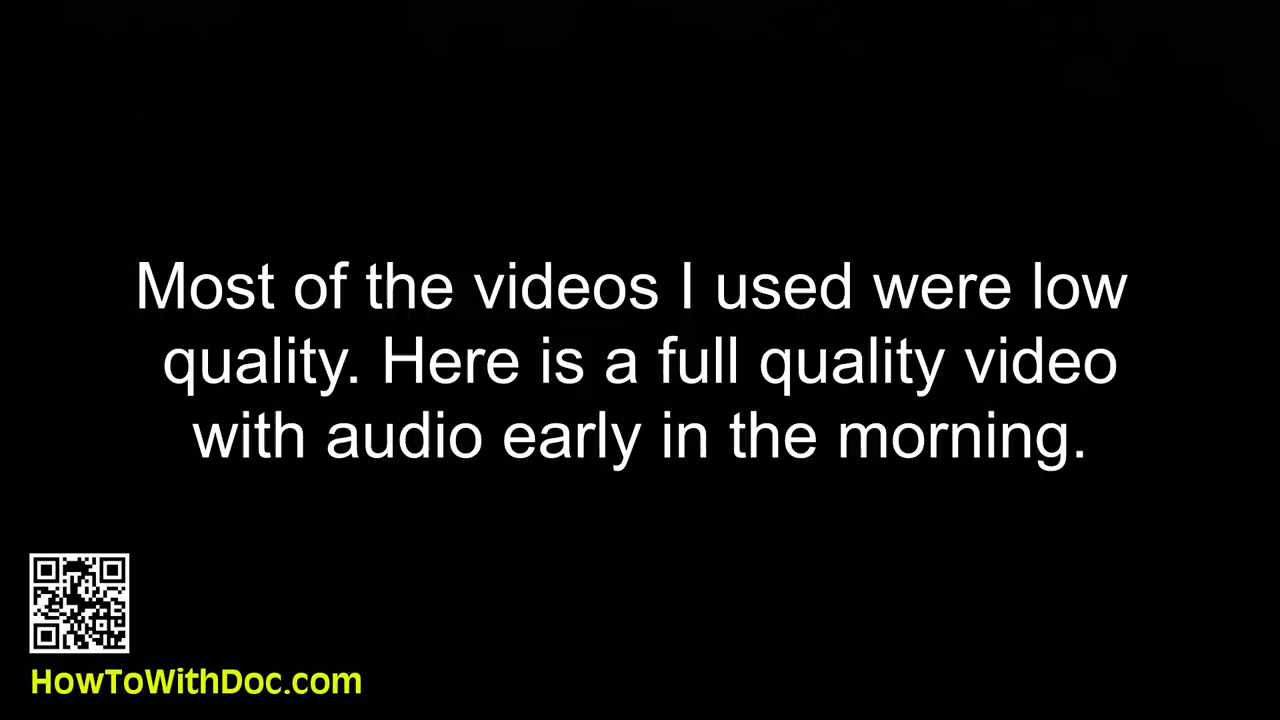 Most of the videos I used were low
quality. Here is a full quality video
with audio early in the morning.
HowToWithDoc.com